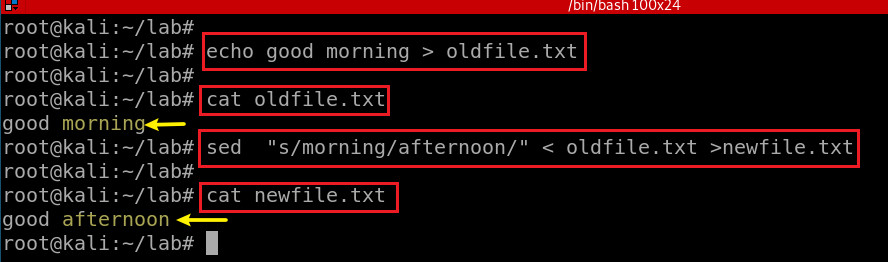 /bin/bash 100x24
root@kali:~/lab#
root@kali:~/lab# echo good morning > oldfile.txt
root@kali:~/lab#
root@kali:~/lab# cat oldfile.txt
good morning
root@kali:~/lab# sed  "s/morning/afternoon/" < oldfile.txt >newfile.txt
root@kali:~/lab#
root@kali:~/lab# cat newfile.txt
good afternoon
root@kali:~/lab#